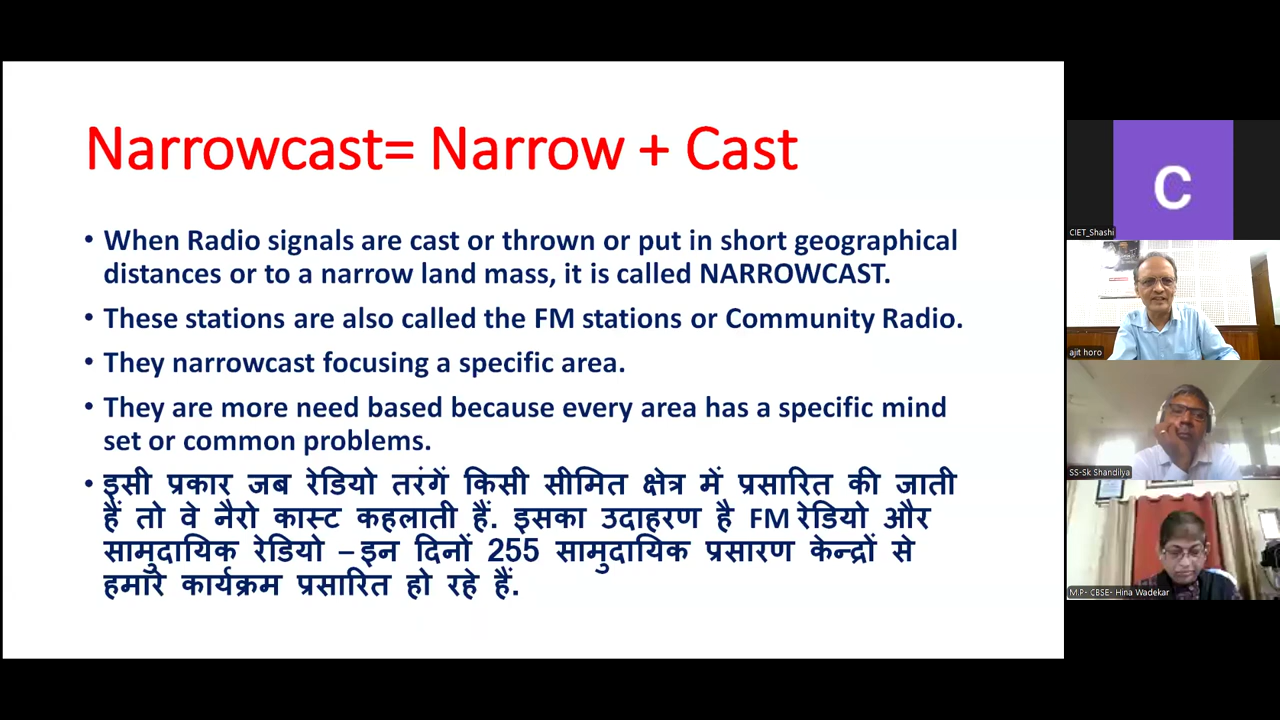 Narrowcast= Narrow + Cast
• When Radio signals are cast or thrown or put in short geographical
distances or to a narrow land mass, it is called NARROWCAST.
• These stations are also called the FM stations or Community Radio.
• They narrowcast focusing a specific area.
• They are more need based because every area has a specific mind
set or common problems.
• इसी प्रकार जब रेडियो तरंगें किसी सीमित क्षेत्र में प्रसारित की जाती
हैं तो वे नैरो कास्ट कहलाती हैं. इसका उदाहरण है FM रेडियो और
सामुदायिक रेडियो – इन दिनों 255 सामुदायिक प्रसारण केन्द्रों से
हमारे कार्यक्रम प्रसारित हो रहे हैं.
C
CIET_Shashi
ajit horo
SS-Sk Shandilya
M.P- CBSE- Hina Wadekar